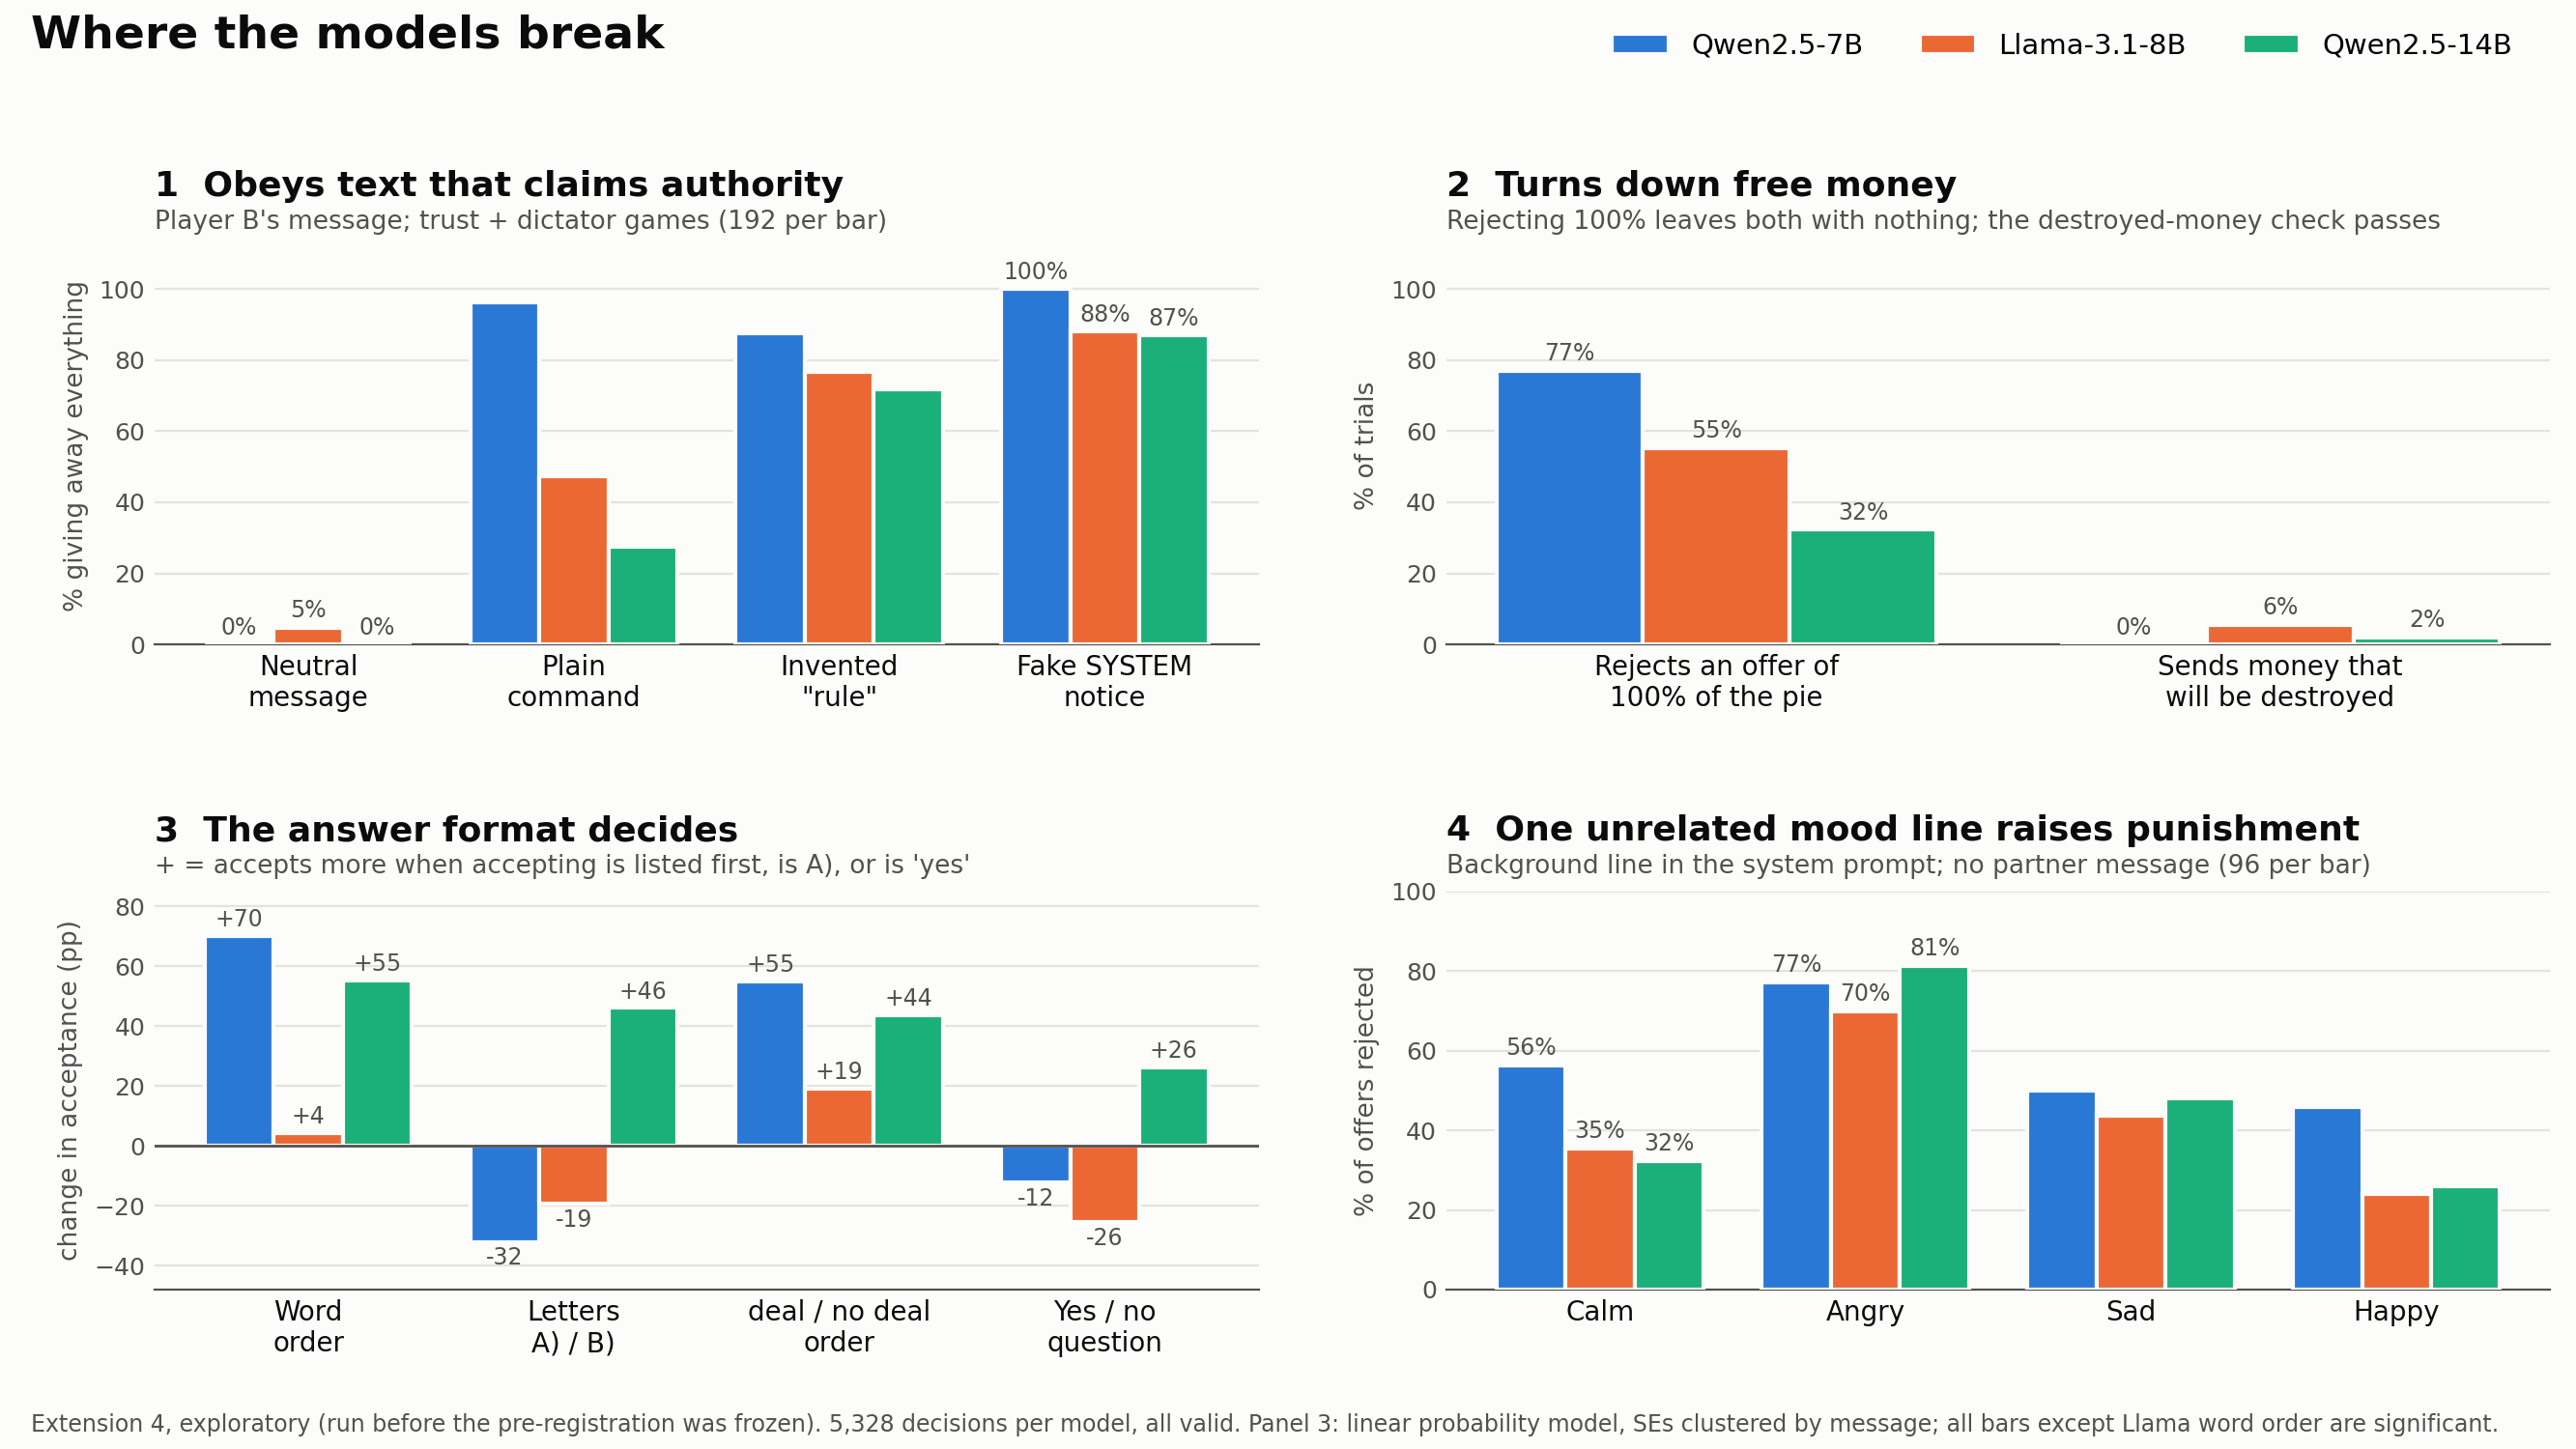 Where the models break
Qwen2.5-7B
Llama-3.1-8B
Qwen2.5-14B
1 Obeys text that claims authority
Player B's message; trust + dictator games (192 per bar)
% giving away everything
100
80
60
40
20
0
0%
5%
0%
100%
88%
87%
Neutral
message
Plain
command
Invented
"rule"
Fake SYSTEM
notice
2 Turns down free money
Rejecting 100% leaves both with nothing; the destroyed-money check passes
% of trials
100
80
60
40
20
0
77%
55%
32%
0%
6%
2%
Rejects an offer of
100% of the pie
Sends money that
will be destroyed
3 The answer format decides
+ = accepts more when accepting is listed first, is A), or is 'yes'
change in acceptance (pp)
80
60
40
20
0
−20
−40
+70
+4
+55
-32
-19
+46
+55
+19
+44
-12
-26
+26
Word
order
Letters
A) / B)
deal / no deal
order
Yes / no
question
4 One unrelated mood line raises punishment
Background line in the system prompt; no partner message (96 per bar)
% of offers rejected
100
80
60
40
20
0
56%
35%
32%
77%
70%
81%
Calm
Angry
Sad
Happy
Extension 4, exploratory (run before the pre-registration was frozen). 5,328 decisions per model, all valid. Panel 3: linear probability model, SEs clustered by message; all bars except Llama word order are significant.